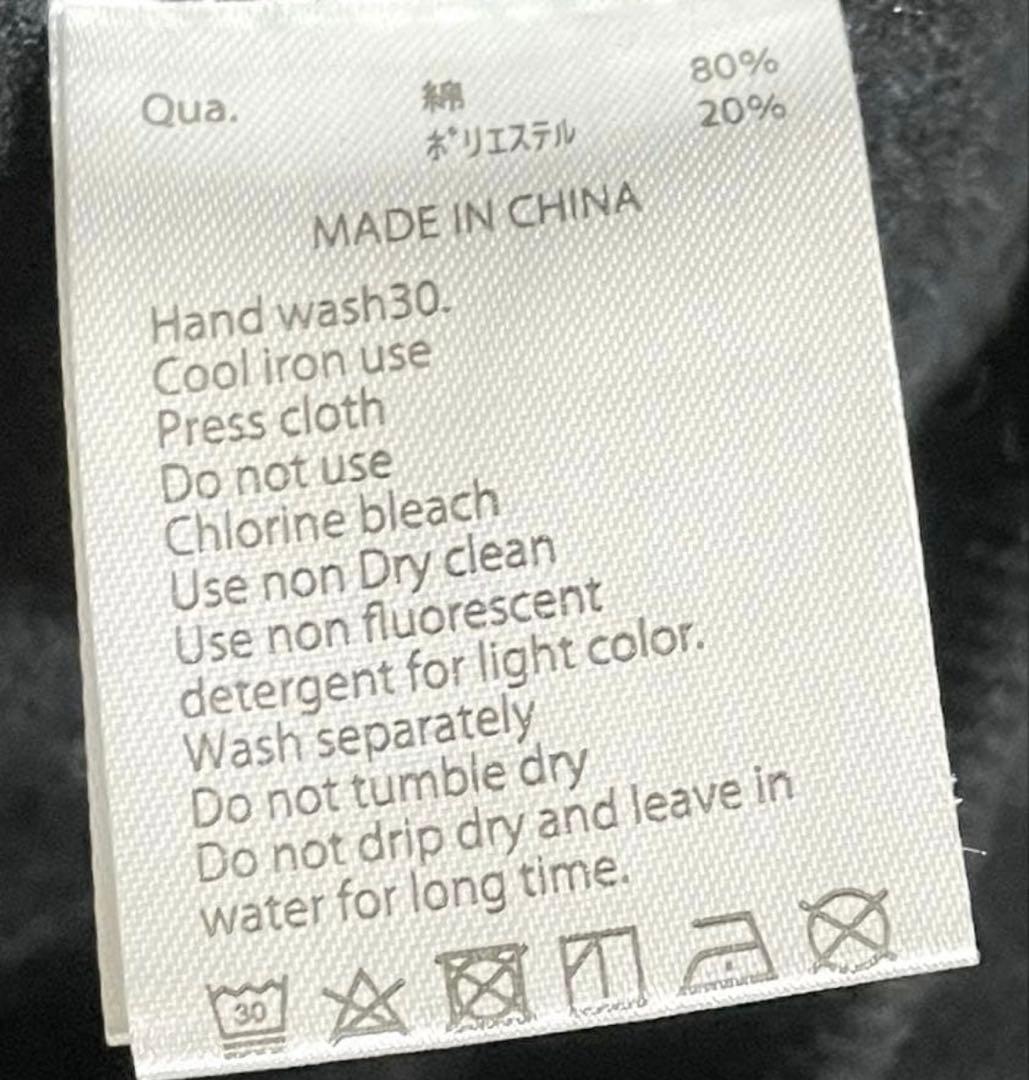 Qua. 綿 80%
ポリエステル 20%
MADE IN CHINA
Hand wash30.
Cool iron use
Press cloth
Do not use
Chlorine bleach
Use non Dry clean
Use non fluorescent
detergent for light color.
Wash separately
Do not tumble dry
Do not drip dry and leave in
water for long time.
30